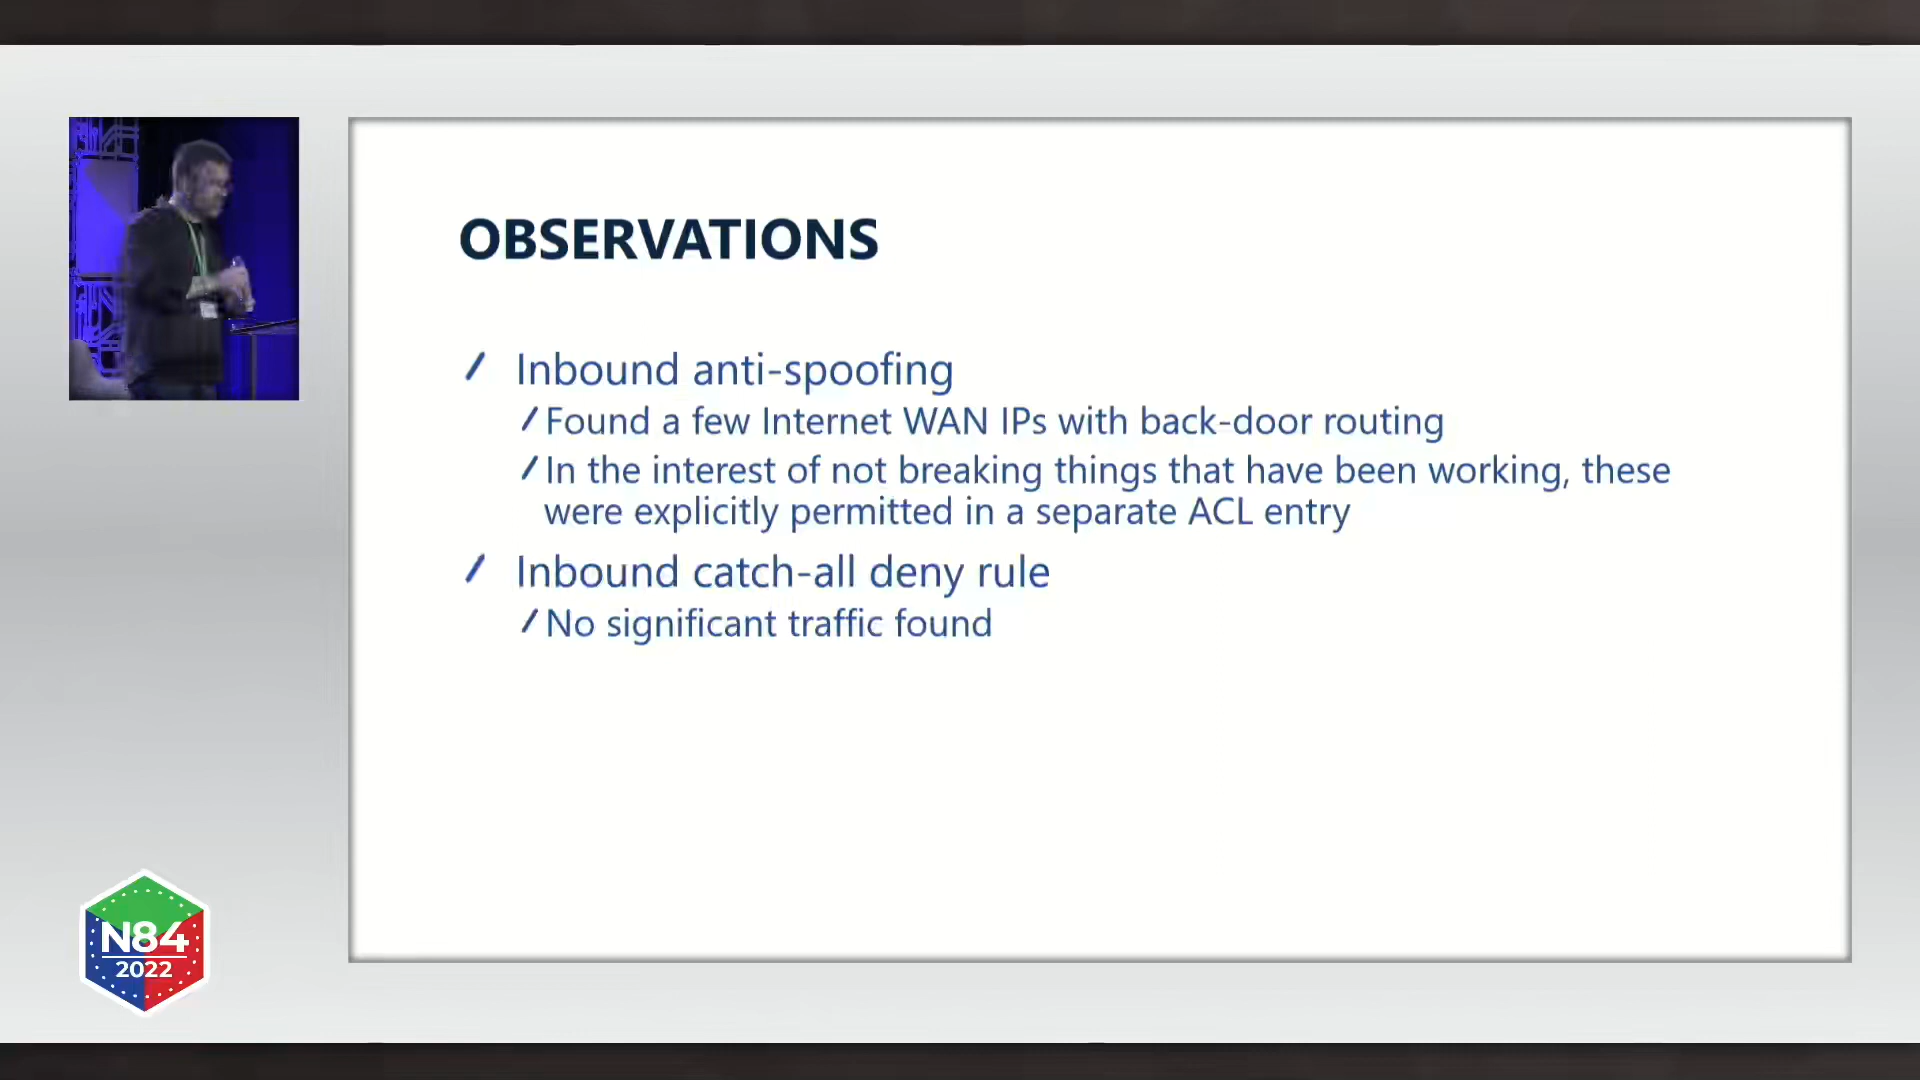 OBSERVATIONS
/ Inbound anti-spoofing
/ Found a few Internet WAN IPs with back-door routing
/ In the interest of not breaking things that have been working, these
were explicitly permitted in a separate ACL entry
/ Inbound catch-all deny rule
/ No significant traffic found
N84
2022